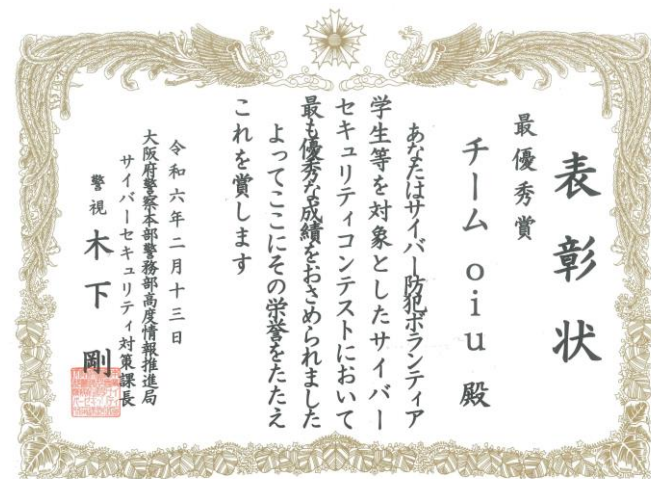 表彰状
最優秀賞
チームoiu殿
あなたはサイバー防犯ボランティア
学生等を対象としたサイバー
セキュリティコンテストにおいて
最も優秀な成績をおさめられました
よってここにその栄誉をたたえ
これを賞します
令和六年二月十三日
大阪府警察本部警務部高度情報推進局
サイバーセキュリティ対策課長
警視 木下 剛